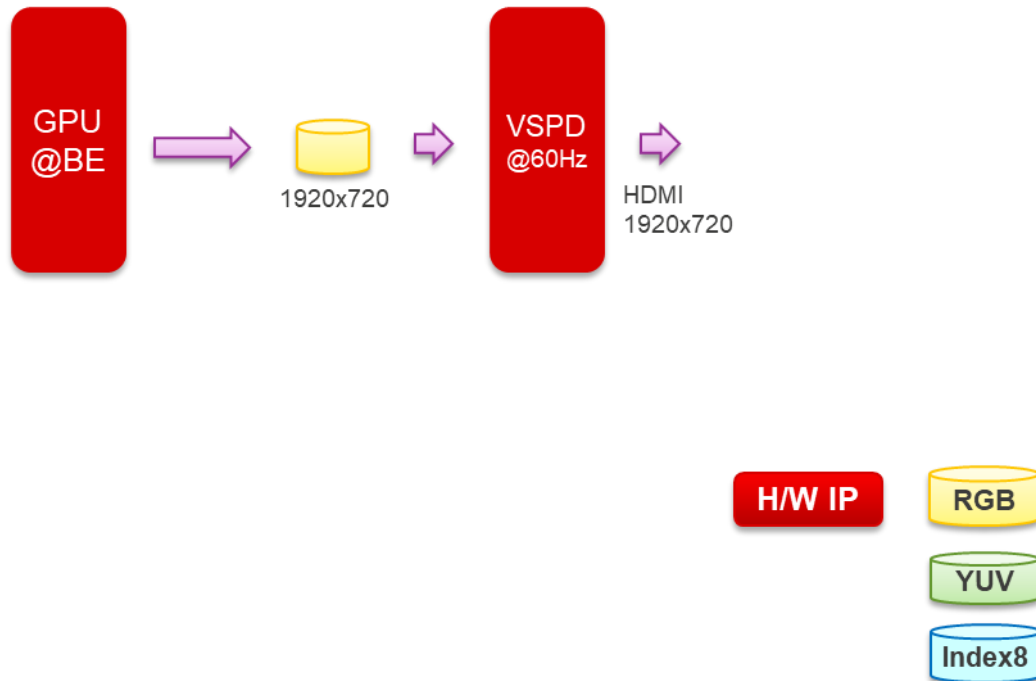 GPU
@BE
1920x720
VSPD
@60Hz
HDMI
1920x720
H/W IP
RGB
YUV
Index8